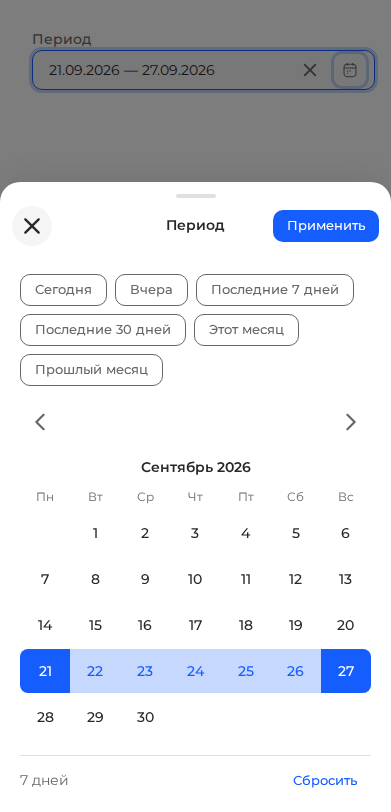 Период
21.09.2026 — 27.09.2026
Период
Применить
Сегодня Вчера Последние 7 дней
Последние 30 дней Этот месяц
Прошлый месяц
Сентябрь 2026
Пн Вт Ср Чт Пт Сб Вс
1 2 3 4 5 6
7 8 9 10 11 12 13
14 15 16 17 18 19 20
21 22 23 24 25 26 27
28 29 30
7 дней Сбросить